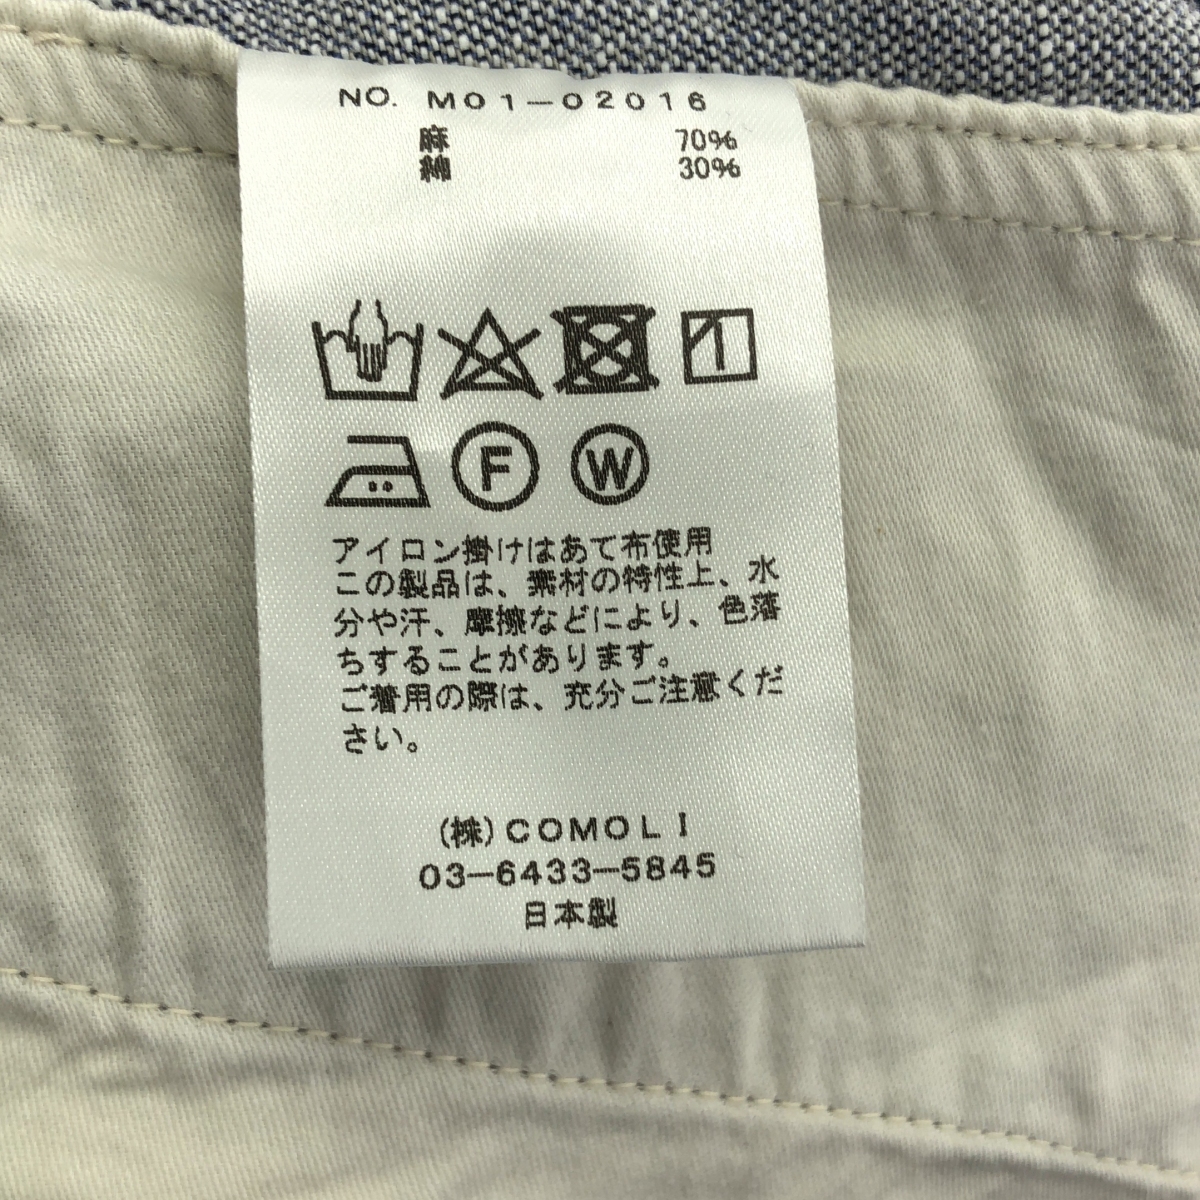 NO. M01-02016
麻 70%
綿 30%
F W
アイロン掛けはあて布使用
この製品は、素材の特性上、水
分や汗、摩擦などにより、色落
ちすることがあります。
ご着用の際は、充分ご注意くだ
さい。
(株)COMOLI
03-6433-5845
日本製